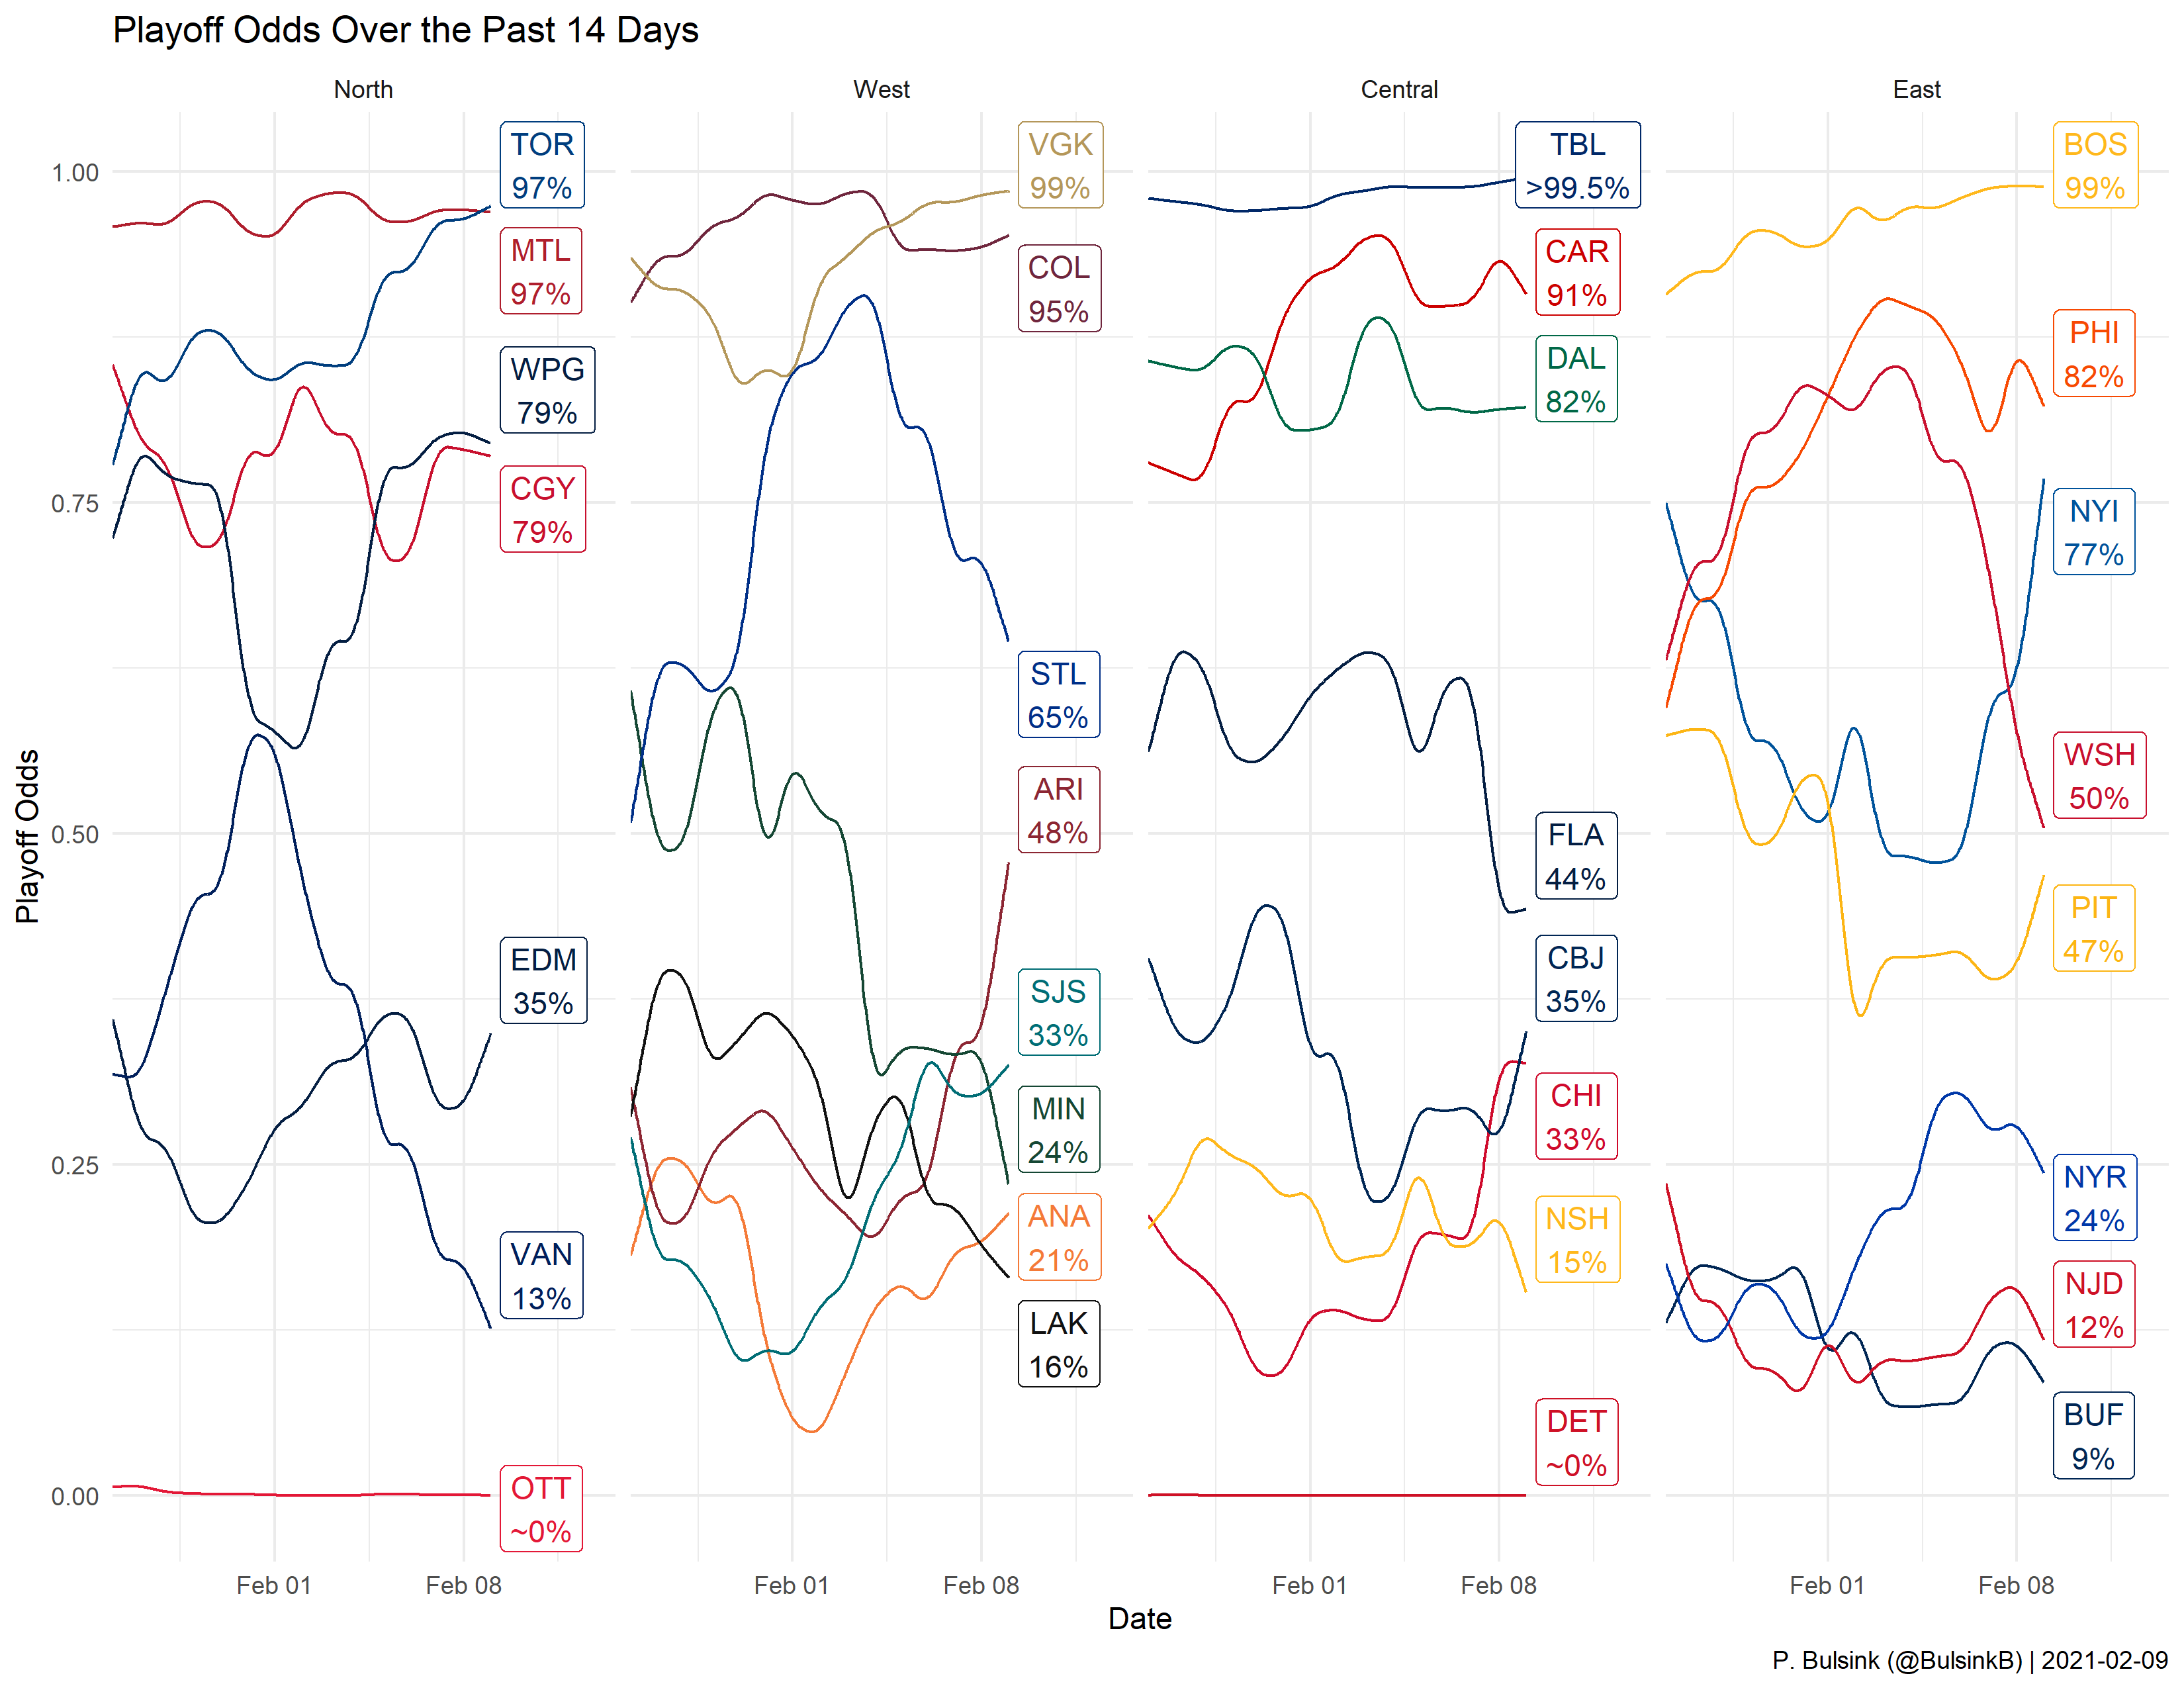 Playoff Odds Over the Past 14 Days
North
West
Central
East
Playoff Odds
1.00
0.75
0.50
0.25
0.00
TOR
97%
MTL
97%
WPG
79%
CGY
79%
EDM
35%
VAN
13%
OTT
~0%
VGK
99%
COL
95%
STL
65%
ARI
48%
SJS
33%
MIN
24%
ANA
21%
LAK
16%
TBL
>99.5%
CAR
91%
DAL
82%
FLA
44%
CBJ
35%
CHI
33%
NSH
15%
DET
~0%
BOS
99%
PHI
82%
NYI
77%
WSH
50%
PIT
47%
NYR
24%
NJD
12%
BUF
9%
Feb 01
Feb 08
Feb 01
Feb 08
Feb 01
Feb 08
Feb 01
Feb 08
Date
P. Bulsink (@BulsinkB) | 2021-02-09